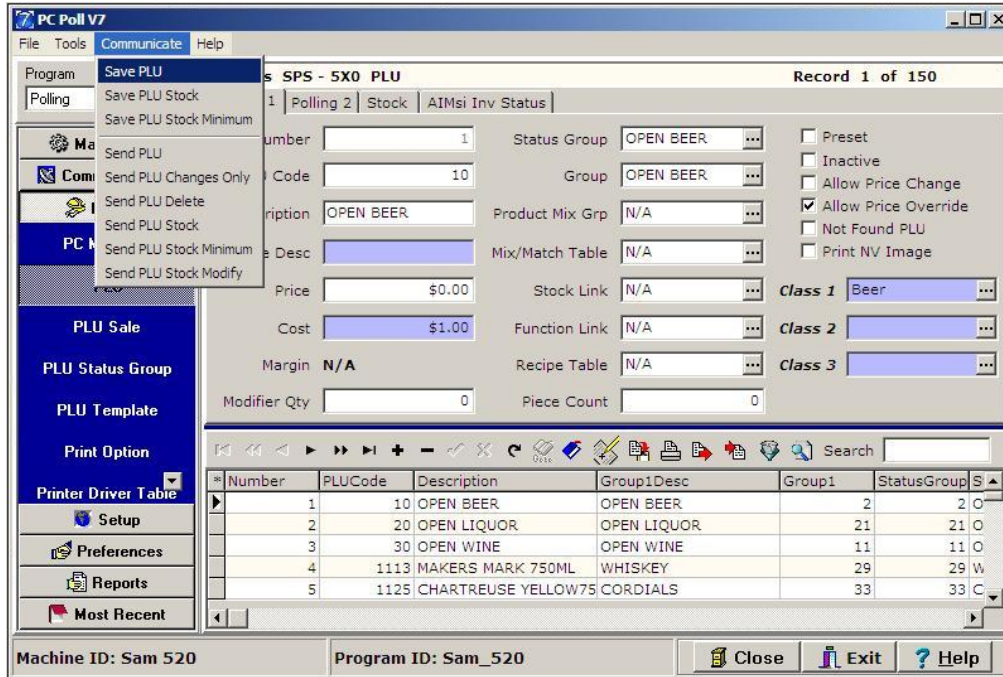 PC Poll V7
File Tools Communicate Help
Program
Polling
Save PLU
Save PLU Stock
Save PLU Stock Minimum
Send PLU
Send PLU Changes Only
Send PLU Delete
Send PLU Stock
Send PLU Stock Minimum
Send PLU Stock Modify
SPS - 5X0 PLU Record 1 of 150
1 Polling 2 Stock AIMsi Inv Status
1 Status Group OPEN BEER ... Preset
Inactive
Code 10 Group OPEN BEER ... Allow Price Change
OPEN BEER Product Mix Grp N/A ... Allow Price Override
Not Found PLU
Desc Mix/Match Table N/A ... Print NV Image
Price $0.00 Stock Link N/A ... Class 1 Beer ...
Cost $1.00 Function Link N/A ... Class 2 ...
Margin N/A Recipe Table N/A ... Class 3 ...
Modifier Qty 0 Piece Count 0
PLU Sale
PLU Status Group
PLU Template
Print Option
Printer Driver Table
Setup
Preferences
Reports
Most Recent
Search
Number PLUCode Description Group1Desc Group1 StatusGroup S
1 10 OPEN BEER OPEN BEER 2 2 O
2 20 OPEN LIQUOR OPEN LIQUOR 21 21 O
3 30 OPEN WINE OPEN WINE 11 11 O
4 1113 MAKERS MARK 750ML WHISKEY 29 29 W
5 1125 CHARTREUSE YELLOW75 CORDIALS 33 33 C
Machine ID: Sam 520 Program ID: Sam_520 Close Exit ? Help